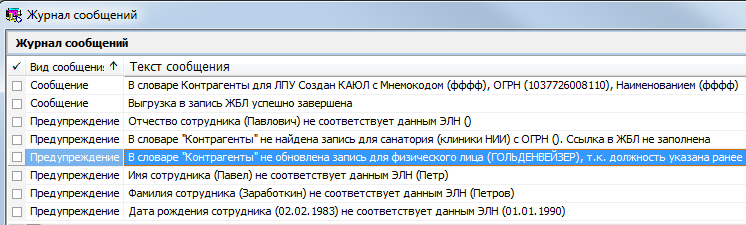 Журнал сообщений
Журнал сообщений
Вид сообщения Текст сообщения
Сообщение В словаре Контрагенты для ЛПУ Создан КАЮЛ с Мнемокодом (фффф), ОГРН (1037726008110), Наименованием (фффф)
Сообщение Выгрузка в запись ЖБЛ успешно завершена
Предупреждение Отчество сотрудника (Павлович) не соответствует данным ЭЛН ()
Предупреждение В словаре "Контрагенты" не найдена запись для санатория (клиники НИИ) с ОГРН (). Ссылка в ЖБЛ не заполнена
Предупреждение В словаре "Контрагенты" не обновлена запись для физического лица (ГОЛЬДЕНВЕЙЗЕР), т.к. должность указана ранее
Предупреждение Имя сотрудника (Павел) не соответствует данным ЭЛН (Петр)
Предупреждение Фамилия сотрудника (Заработкин) не соответствует данным ЭЛН (Петров)
Предупреждение Дата рождения сотрудника (02.02.1983) не соответствует данным ЭЛН (01.01.1990)